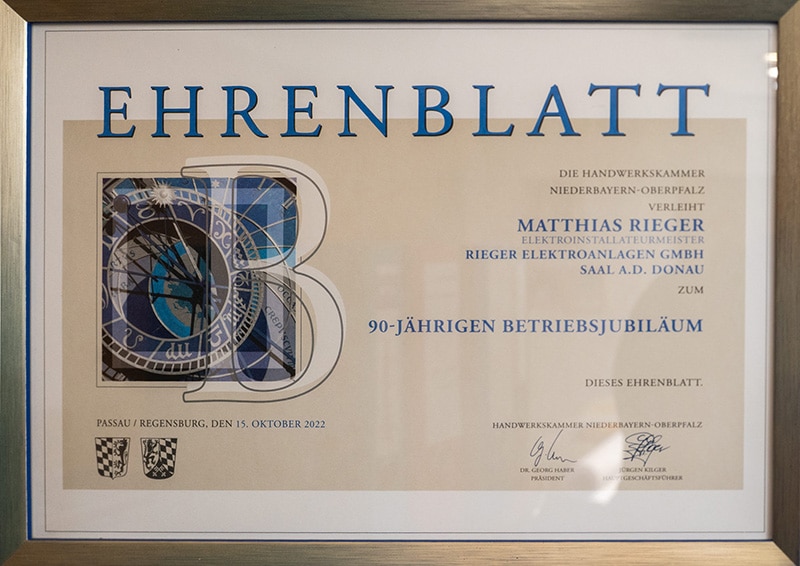 EHRENBLATT
DIE HANDWERKSKAMMER
NIEDERBAYERN-OBERPFALZ
VERLEIHT
MATTHIAS RIEGER
ELEKTROINSTALLATEURMEISTER
RIEGER ELEKTROANLAGEN GMBH
SAAL A.D. DONAU
ZUM
90-JÄHRIGEN BETRIEBSJUBILÄUM
DIESES EHRENBLATT.
B
PASSAU / REGENSBURG, DEN 15. OKTOBER 2022
HANDWERKSKAMMER NIEDERBAYERN-OBERPFALZ
DR. GEORG HABER
PRÄSIDENT
JÜRGEN KILGER
HAUPTGESCHÄFTSFÜHRER